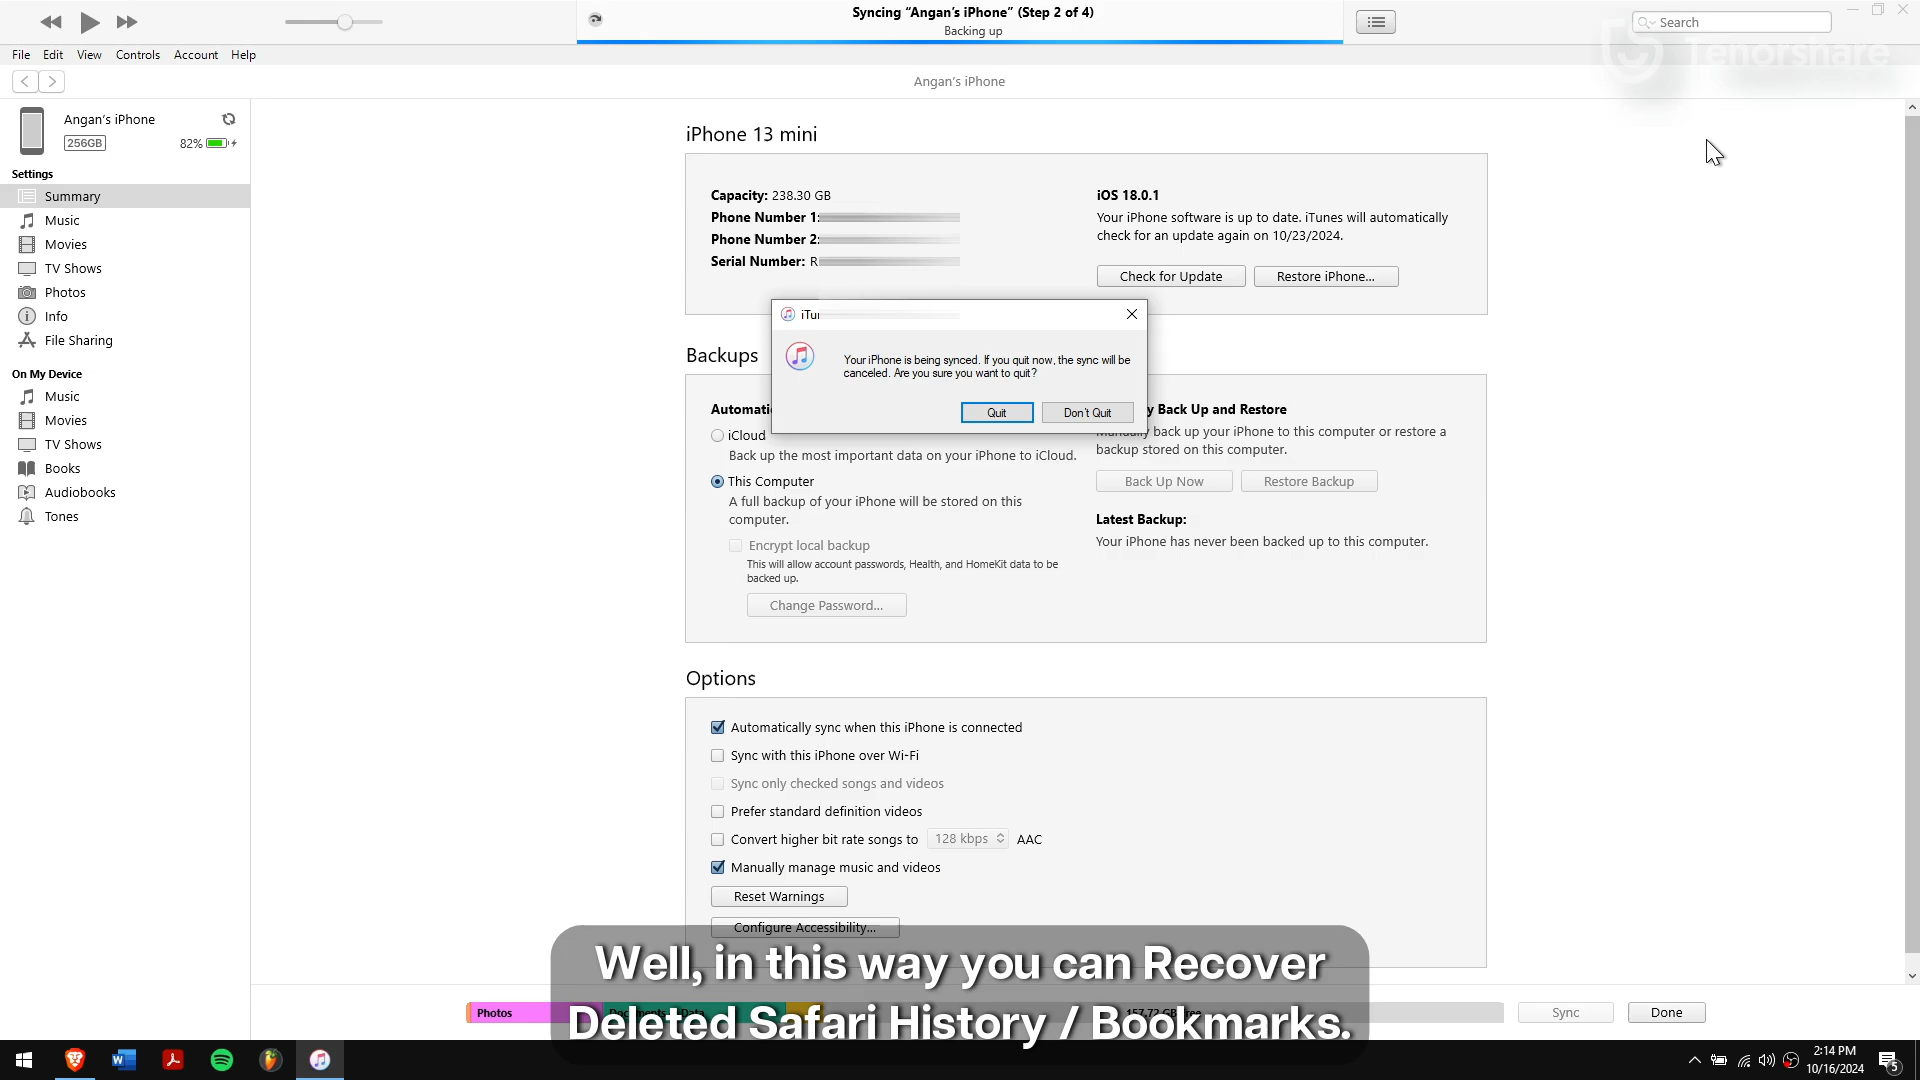 Syncing “Angan’s iPhone” (Step 2 of 4)
Backing up
Search
Tenorshare
File Edit View Controls Account Help
Angan’s iPhone
Angan’s iPhone
256GB
82%
Settings
Summary
Music
Movies
TV Shows
Photos
Info
File Sharing
On My Device
Music
Movies
TV Shows
Books
Audiobooks
Tones
iPhone 13 mini
Capacity: 238.30 GB
Phone Number 1:
Phone Number 2:
Serial Number: R
iOS 18.0.1
Your iPhone software is up to date. iTunes will automatically
check for an update again on 10/23/2024.
Check for Update
Restore iPhone...
Your iPhone is being synced. If you quit now, the sync will be
canceled. Are you sure you want to quit?
Quit
Don't Quit
Backups
iCloud
Back up the most important data on your iPhone to iCloud.
This Computer
A full backup of your iPhone will be stored on this
computer.
Encrypt local backup
This will allow account passwords, Health, and HomeKit data to be
backed up.
Change Password...
Back Up and Restore
Manually back up your iPhone to this computer or restore a
backup stored on this computer.
Back Up Now
Restore Backup
Latest Backup:
Your iPhone has never been backed up to this computer.
Options
Automatically sync when this iPhone is connected
Sync with this iPhone over Wi-Fi
Sync only checked songs and videos
Prefer standard definition videos
Convert higher bit rate songs to 128 kbps AAC
Manually manage music and videos
Reset Warnings
Configure Accessibility...
Well, in this way you can Recover
Deleted Safari History / Bookmarks.
Photos
Sync
Done
2:14 PM
10/16/2024
5